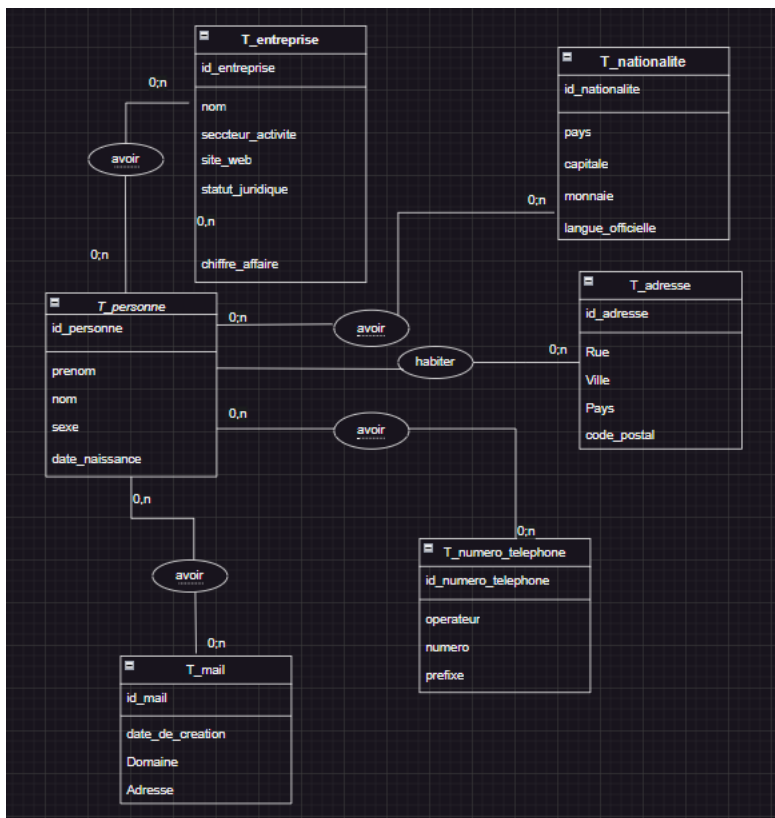 T_entreprise
id_entreprise
nom
seccteur_activite
site_web
statut_juridique
0,n
chiffre_affaire
0;n
avoir
0;n
T_nationalite
id_nationalite
pays
capitale
monnaie
langue_officielle
0;n
T_personne
id_personne
prenom
nom
sexe
date_naissance
0;n
avoir
habiter
0;n
T_adresse
id_adresse
Rue
Ville
Pays
code_postal
0,n
avoir
0;n
T_numero_telephone
id_numero_telephone
operateur
numero
prefixe
0,n
avoir
0;n
T_mail
id_mail
date_de_creation
Domaine
Adresse